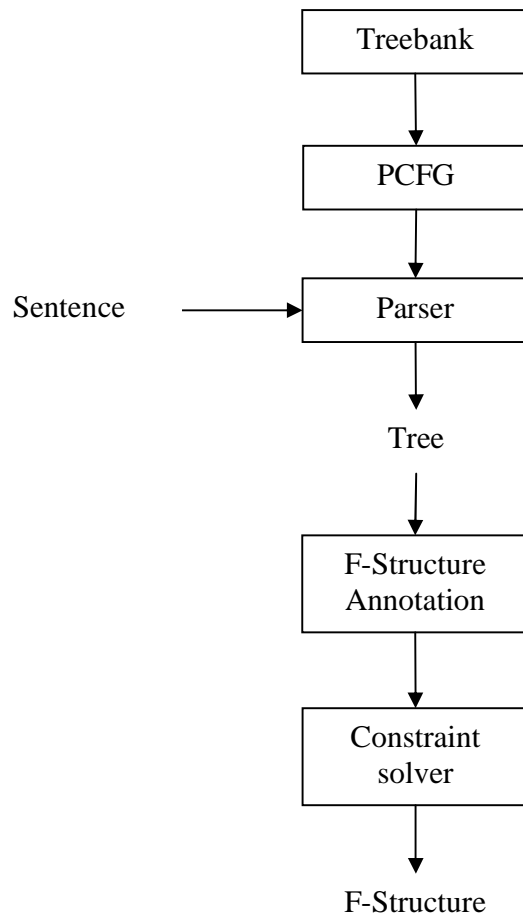 Treebank
PCFG
Sentence
Parser
Tree
F-Structure
Annotation
Constraint
solver
F-Structure